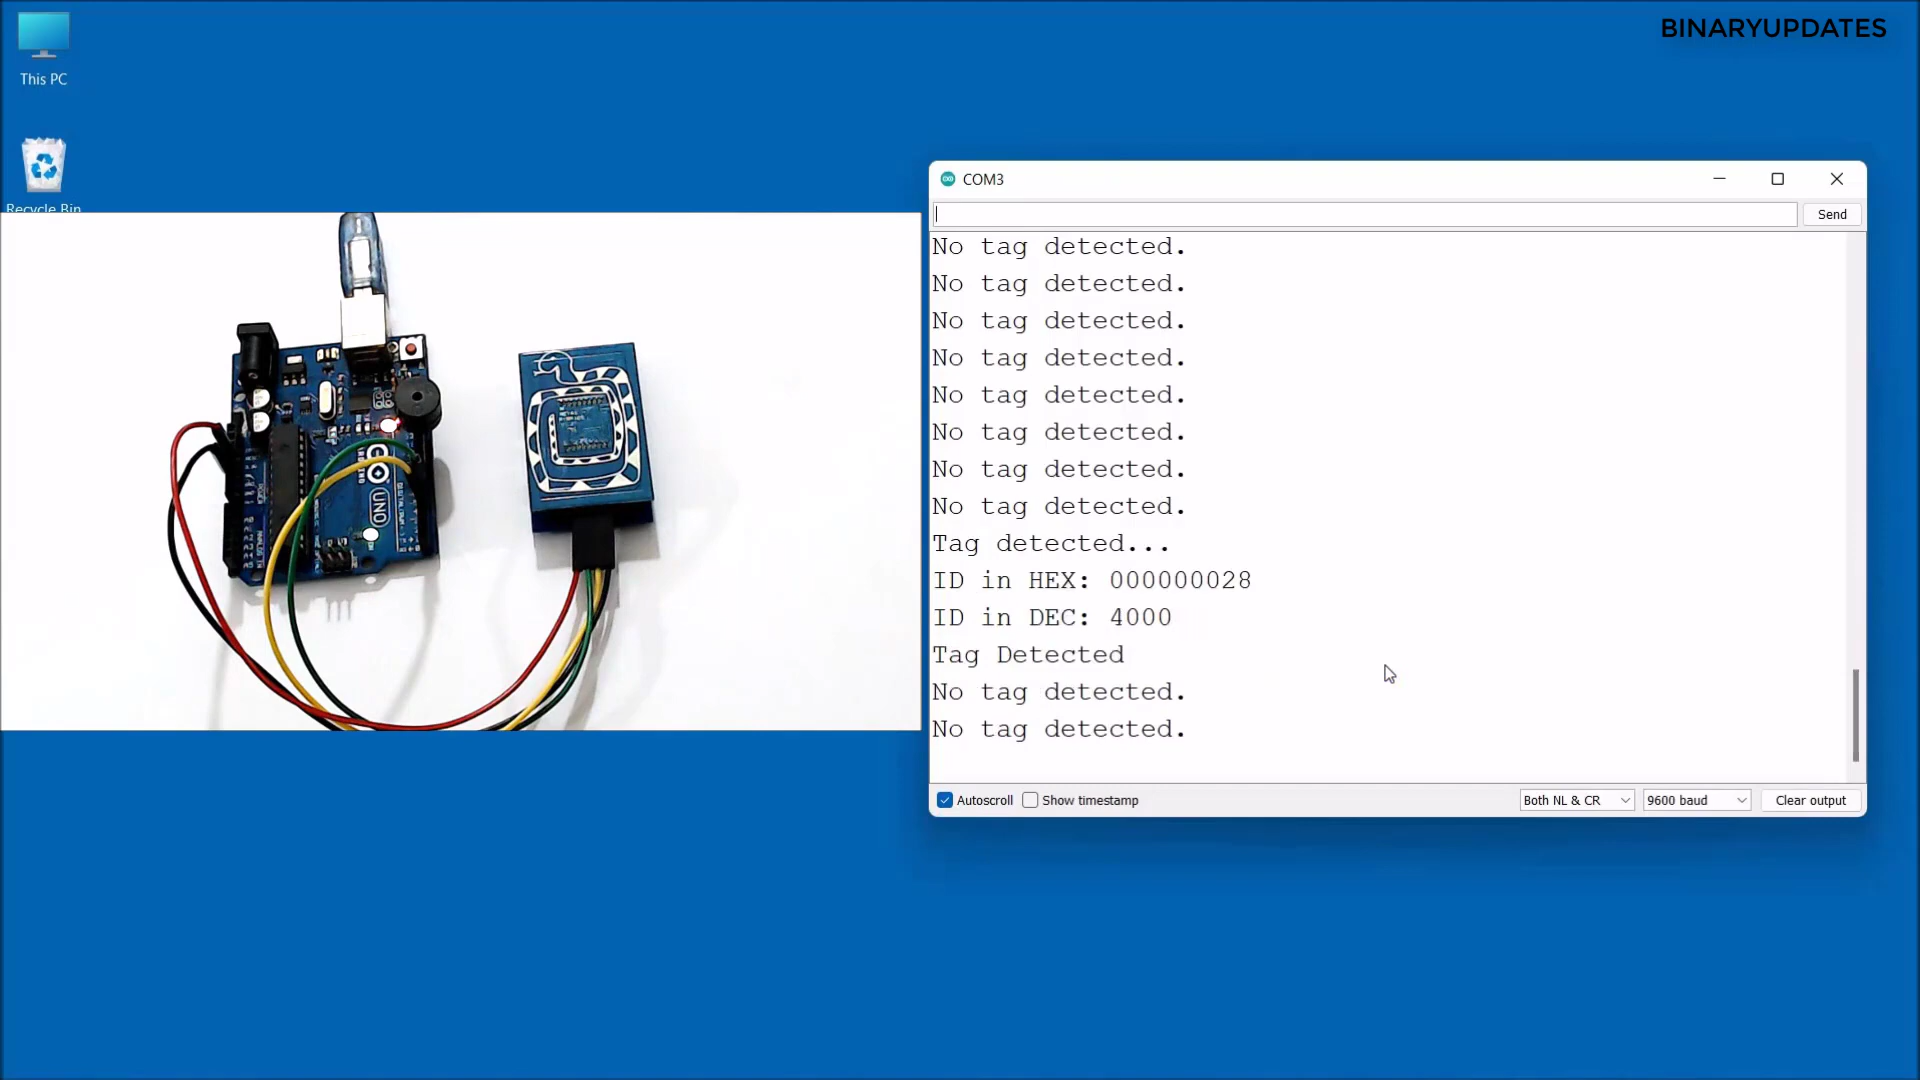 BINARYUPDATES
This PC
Recycle Bin
COM3
Send
No tag detected.
No tag detected.
No tag detected.
No tag detected.
No tag detected.
No tag detected.
No tag detected.
No tag detected.
Tag detected...
ID in HEX: 000000028
ID in DEC: 4000
Tag Detected
No tag detected.
No tag detected.
Autoscroll
Show timestamp
Both NL & CR
9600 baud
Clear output
UNO